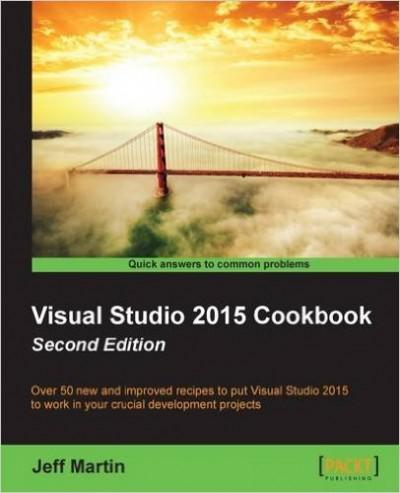 Quick answers to common problems
Visual Studio 2015 Cookbook
Second Edition
Over 50 new and improved recipes to put Visual Studio 2015
to work in your crucial development projects
Jeff Martin
[PACKT]
PUBLISHING